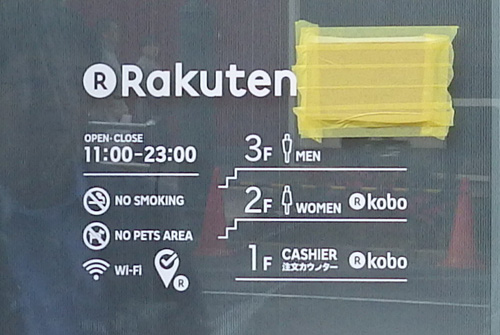 R Rakuten
OPEN-CLOSE
11:00-23:00
NO SMOKING
NO PETS AREA
Wi-Fi R
3F MEN
2F WOMEN R kobo
1F CASHIER R kobo
注文カウンター